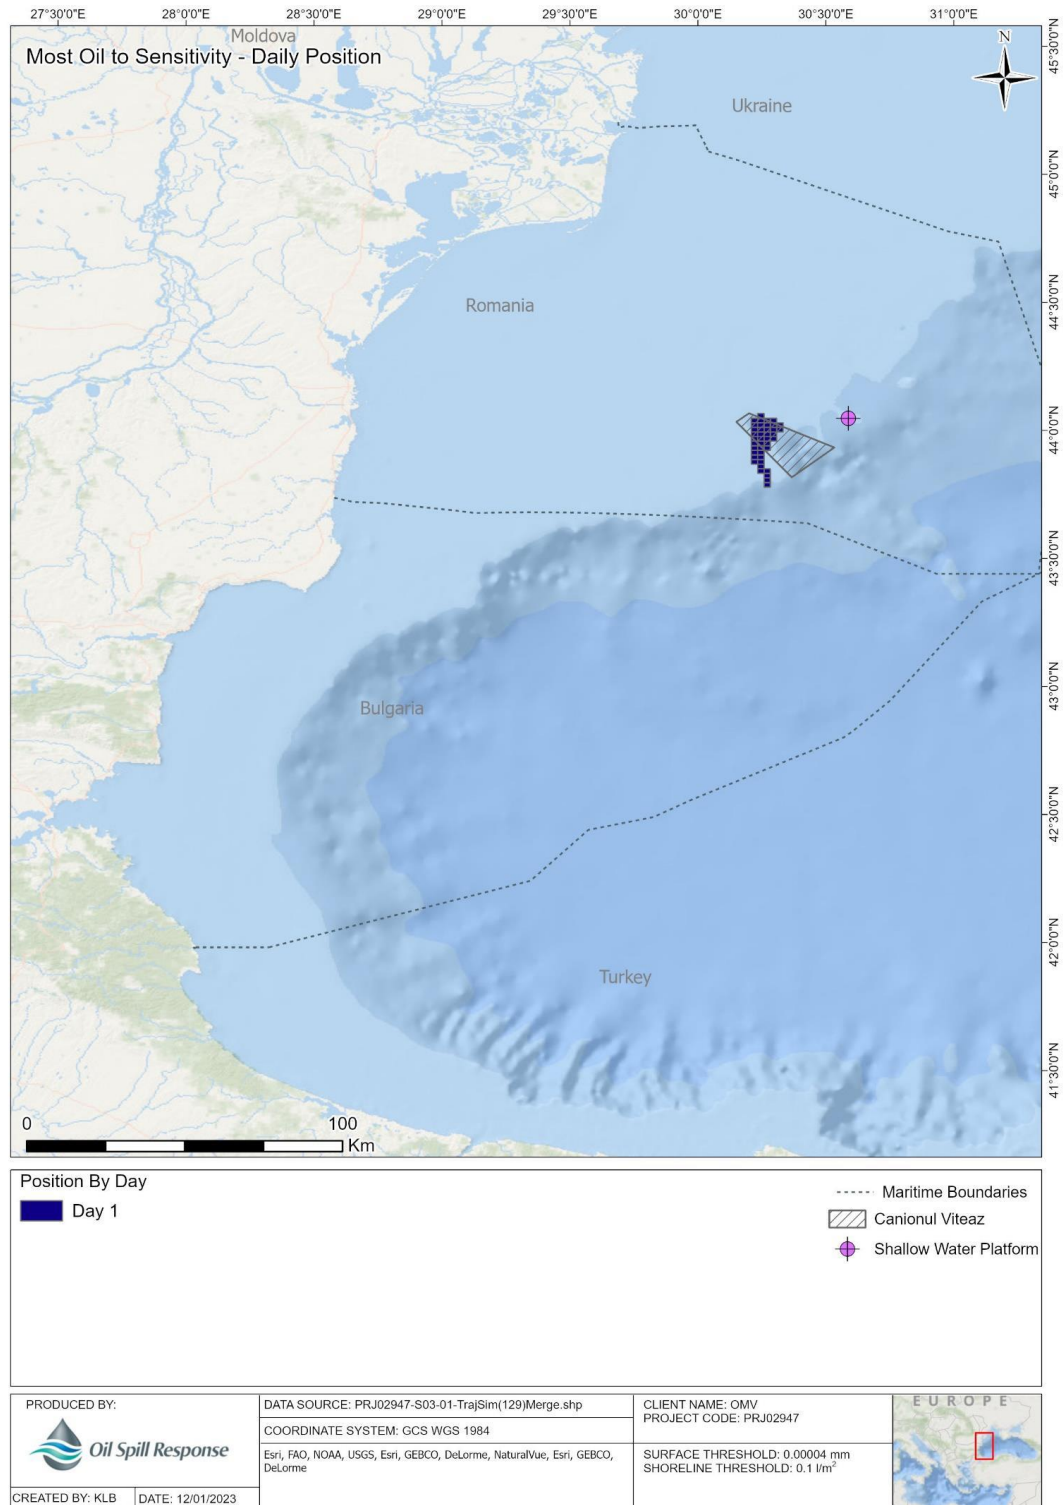 27°30'0"E 28°00'0"E 28°30'0"E 29°00'0"E 29°30'0"E 30°00'0"E 30°30'0"E 31°00'0"E
Moldova
Most Oil to Sensitivity - Daily Position
N
45°30'0"N
Ukraine
45°0'0"N
Romania
44°30'0"N
44°0'0"N
43°30'0"N
43°0'0"N
Bulgaria
42°30'0"N
42°0'0"N
Turkey
41°30'0"N
0 100
Km
Position By Day
Day 1
Maritime Boundaries
Canionul Viteaz
Shallow Water Platform
PRODUCED BY:
Oil Spill Response
CREATED BY: KLB DATE: 12/01/2023
DATA SOURCE: PRJ02947-S03-01-TrajSim(129)Merge.shp
COORDINATE SYSTEM: GCS WGS 1984
Esri, FAO, NOAA, USGS, Esri, GEBCO, DeLorme, NaturalVue, Esri, GEBCO,
DeLorme
CLIENT NAME: OMV
PROJECT CODE: PRJ02947
SURFACE THRESHOLD: 0.00004 mm
SHORELINE THRESHOLD: 0.1 l/m²
EUROPE